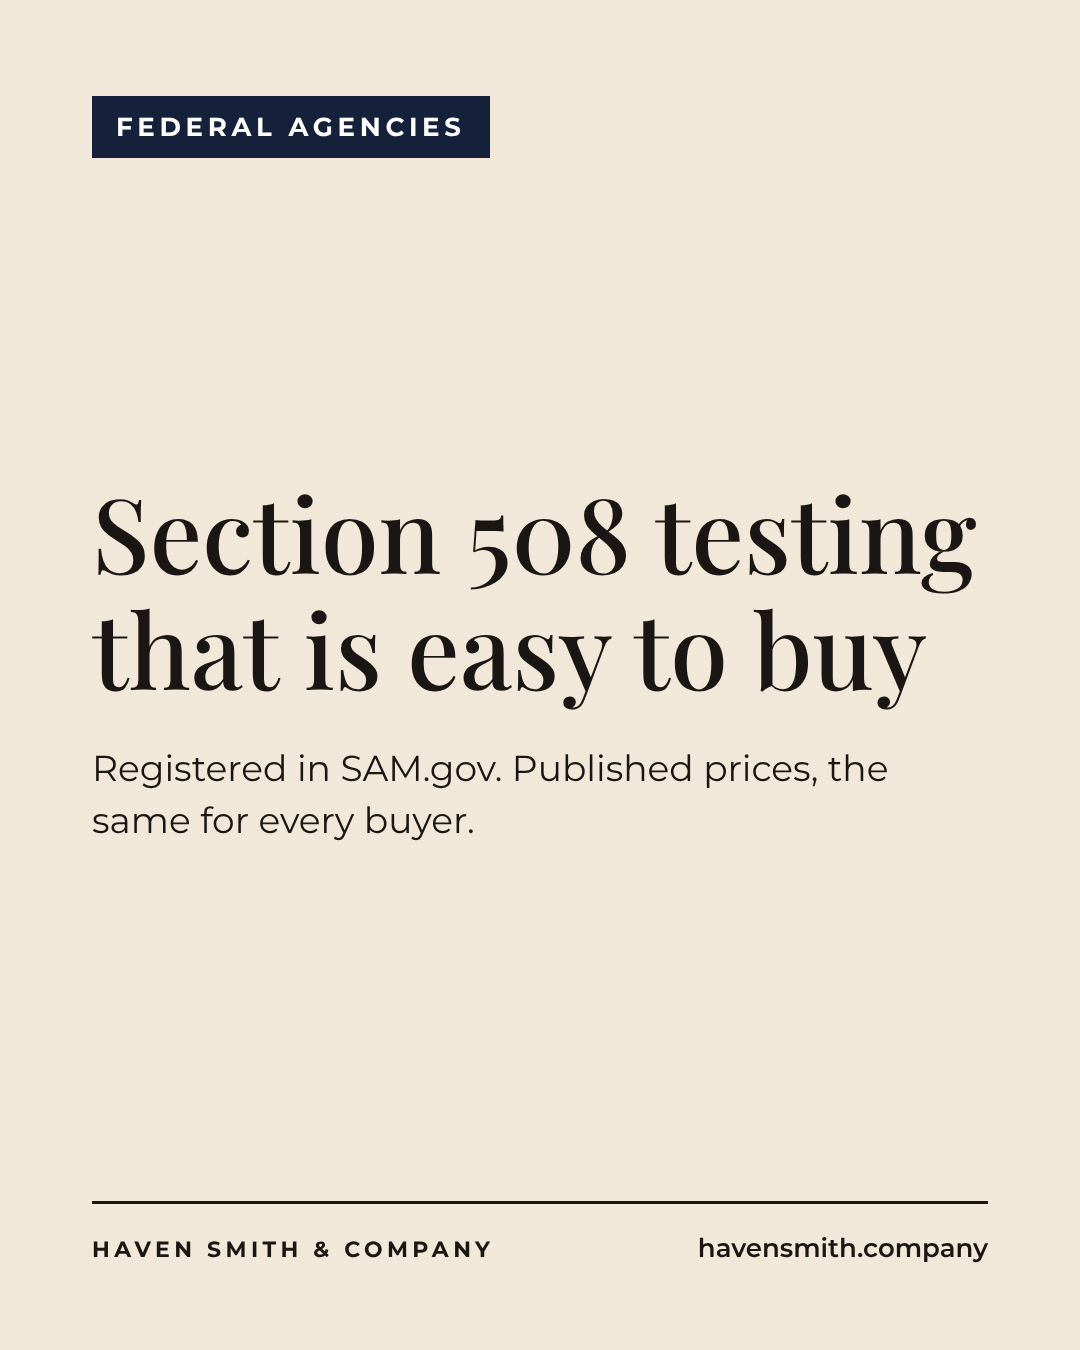 FEDERAL AGENCIES
Section 508 testing
that is easy to buy
Registered in SAM.gov. Published prices, the
same for every buyer.
HAVEN SMITH & COMPANY
havensmith.company